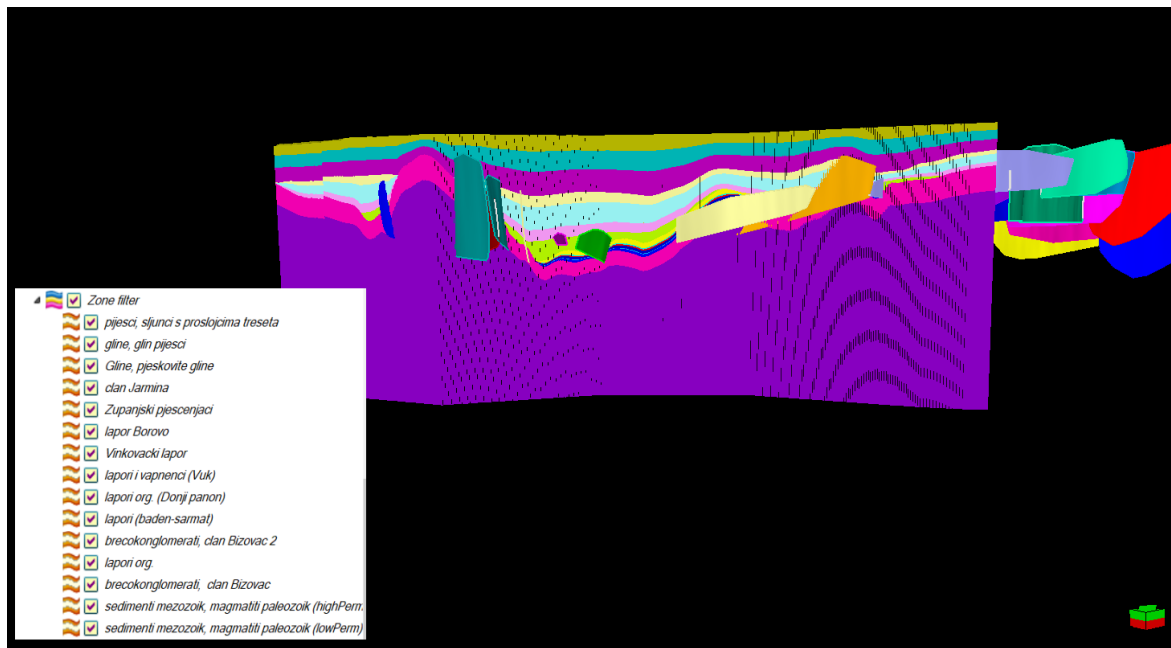 Zone filter
pijesci, sljunci s proslojcima treseta
gline, glin pijesci
Gline, pjeskovite gline
clan Jarmina
Zupanjski pjescenjaci
lapor Borovo
Vinkovacki lapor
lapori i vapnenci (Vuk)
lapori org. (Donji panon)
lapori (baden-sarmat)
brecokonglomerati, clan Bizovac 2
lapori org.
brecokonglomerati, clan Bizovac
sedimenti mezozoik, magmatiti paleozoik (highPerm
sedimenti mezozoik, magmatiti paleozoik (lowPerm)